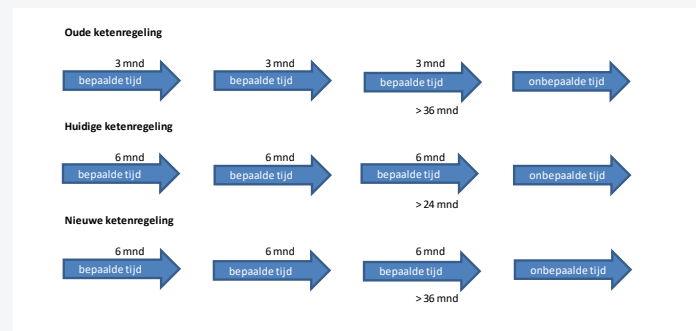 Oude ketenregeling
3 mnd 3 mnd 3 mnd
bepaalde tijd bepaalde tijd bepaalde tijd onbepaalde tijd
> 36 mnd
Huidige ketenregeling
6 mnd 6 mnd 6 mnd
bepaalde tijd bepaalde tijd bepaalde tijd onbepaalde tijd
> 24 mnd
Nieuwe ketenregeling
6 mnd 6 mnd 6 mnd
bepaalde tijd bepaalde tijd bepaalde tijd onbepaalde tijd
> 36 mnd